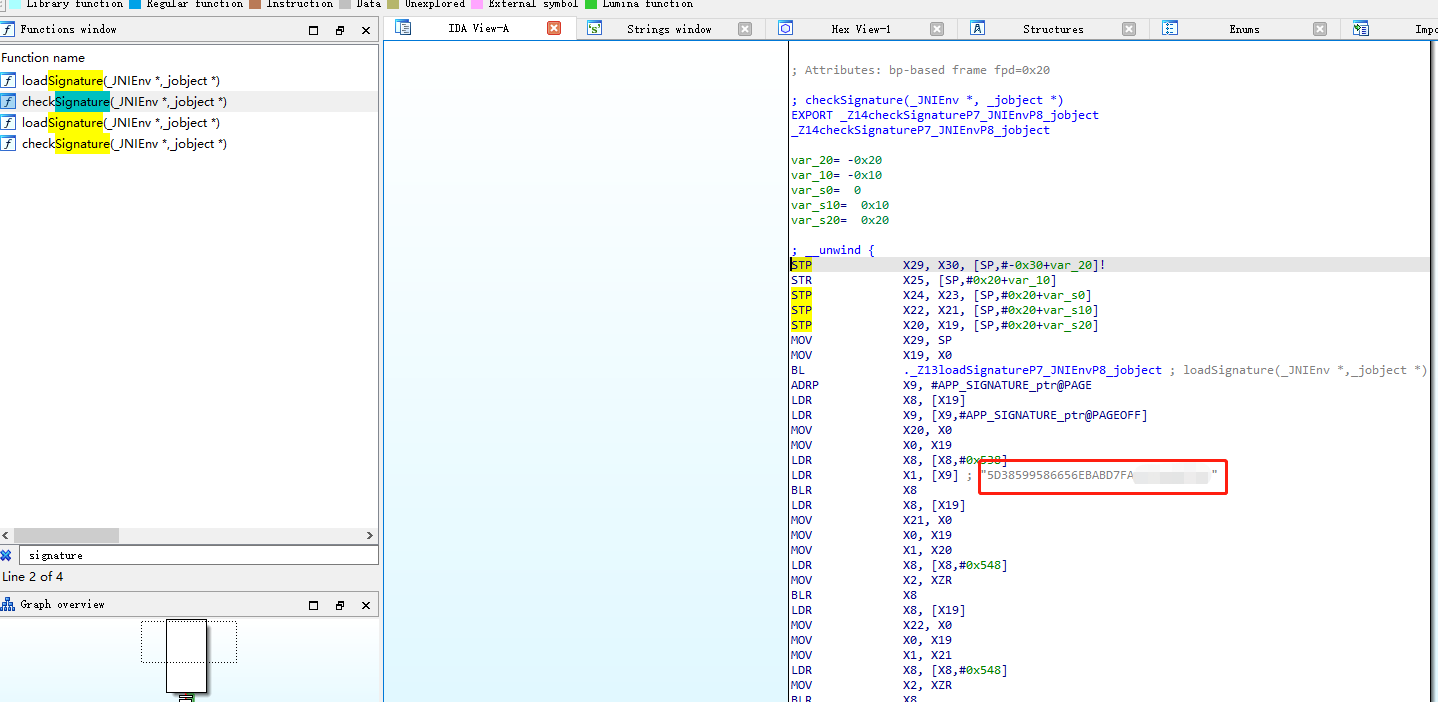 Library function Regular function Instruction Data Unexplored External symbol Lumina function
Functions window
Function name
loadSignature(_JNIEnv *,_jobject *)
checkSignature(_JNIEnv *,_jobject *)
loadSignature(_JNIEnv *,_jobject *)
checkSignature(_JNIEnv *,_jobject *)
signature
Line 2 of 4
Graph overview
IDA View-A Strings window Hex View-1 Structures Enums
; Attributes: bp-based frame fpd=0x20
; checkSignature(_JNIEnv *, _jobject *)
EXPORT _Z14checkSignatureP7_JNIEnvP8_jobject
_Z14checkSignatureP7_JNIEnvP8_jobject
var_20= -0x20
var_10= -0x10
var_s0= 0
var_s10= 0x10
var_s20= 0x20
; __unwind {
STP X29, X30, [SP,#-0x30+var_20]!
STR X25, [SP,#0x20+var_10]
STP X24, X23, [SP,#0x20+var_s0]
STP X22, X21, [SP,#0x20+var_s10]
STP X20, X19, [SP,#0x20+var_s20]
MOV X29, SP
MOV X19, X0
BL ._Z13loadSignatureP7_JNIEnvP8_jobject ; loadSignature(_JNIEnv *,_jobject *)
ADRP X9, #APP_SIGNATURE_ptr@PAGE
LDR X8, [X19]
LDR X9, [X9,#APP_SIGNATURE_ptr@PAGEOFF]
MOV X20, X0
MOV X0, X19
LDR X8, [X8,#0x538]
LDR X1, [X9] ; "5D38599586656EBABD7FA "
BLR X8
LDR X8, [X19]
MOV X21, X0
MOV X0, X19
MOV X1, X20
LDR X8, [X8,#0x548]
MOV X2, XZR
BLR X8
LDR X8, [X19]
MOV X22, X0
MOV X0, X19
MOV X1, X21
LDR X8, [X8,#0x548]
MOV X2, XZR
BLR X8